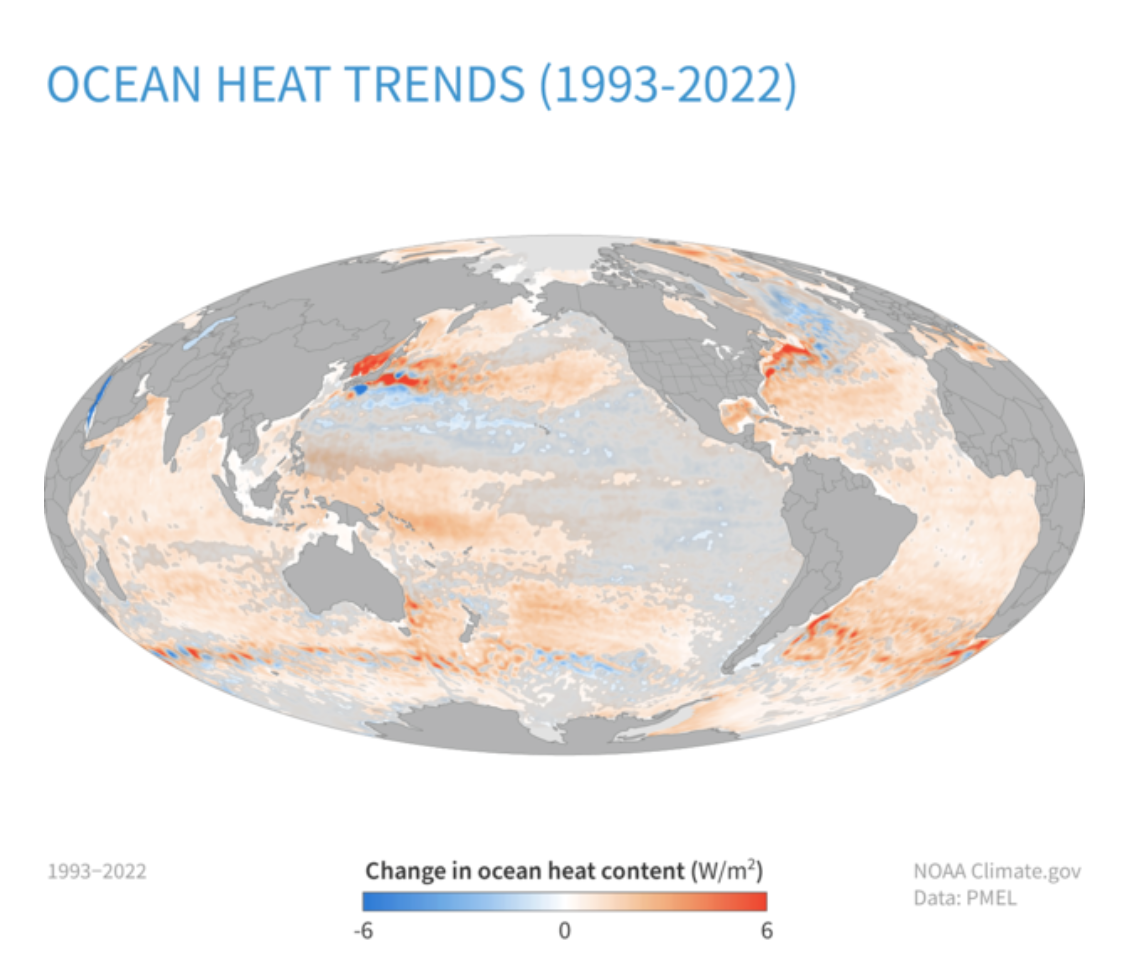 OCEAN HEAT TRENDS (1993-2022)
1993–2022
Change in ocean heat content (W/m²)
-6
0
6
NOAA Climate.gov
Data: PMEL